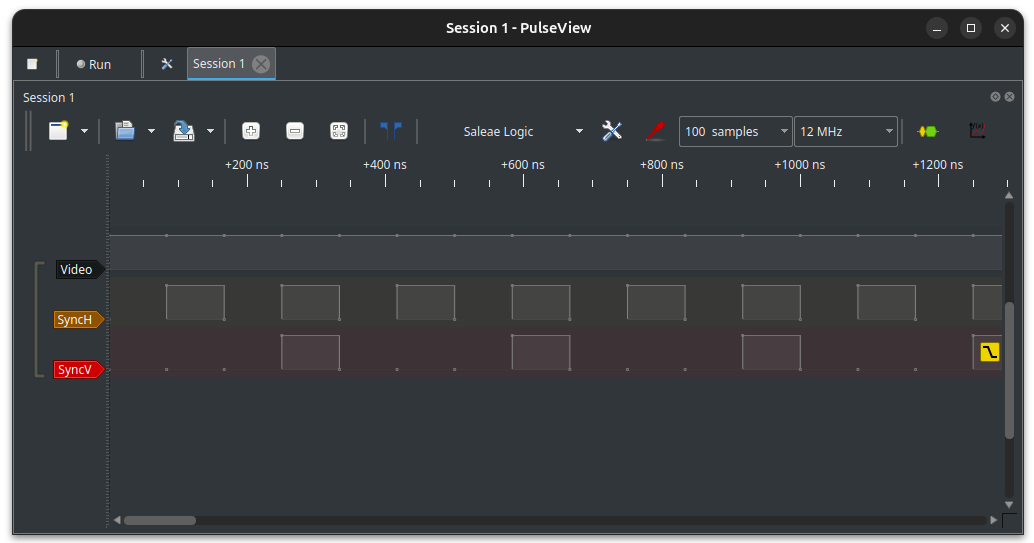 Session 1 - PulseView
Run
Session 1
Session 1
Saleae Logic
100 samples
12 MHz
+200 ns
+400 ns
+600 ns
+800 ns
+1000 ns
+1200 ns
Video
SyncH
SyncV